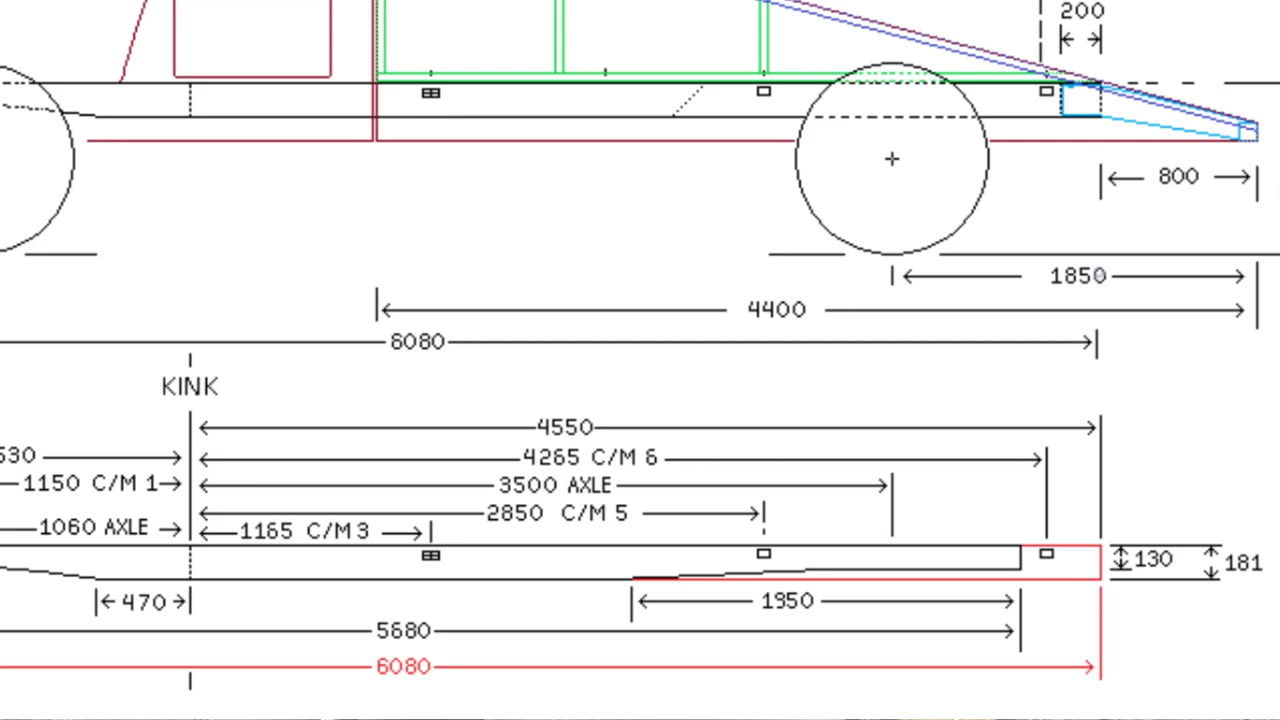 200
800
1850
4400
6080
KINK
4550
530
4265 C/M 6
1150 C/M 1
3500 AXLE
2850 C/M 5
1060 AXLE
1165 C/M 3
130
181
470
1950
5680
6080